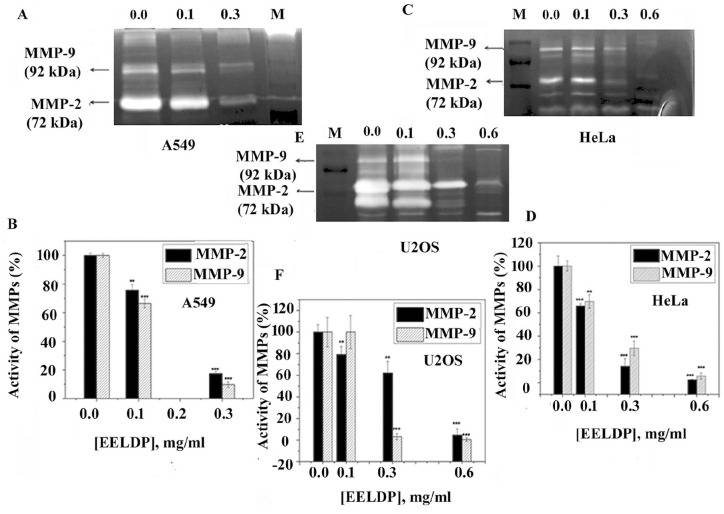 A
0.0 0.1 0.3 M
MMP-9
(92 kDa)
MMP-2
(72 kDa)
A549
C
M 0.0 0.1 0.3 0.6
MMP-9
(92 kDa)
MMP-2
(72 kDa)
HeLa
E
M 0.0 0.1 0.3 0.6
MMP-9
(92 kDa)
MMP-2
(72 kDa)
U2OS
B
Activity of MMPs (%)
100
80
60
40
20
0
MMP-2
MMP-9
A549
** ***
*** ***
0.0 0.1 0.2 0.3
[EELDP], mg/ml
F
Activity of MMPs (%)
100
80
60
40
20
0
-20
MMP-2
MMP-9
U2OS
**
** ***
*** ***
0.0 0.1 0.3 0.6
[EELDP], mg/ml
D
Activity of MMPs (%)
120
100
80
60
40
20
0
MMP-2
MMP-9
HeLa
*** **
*** ***
*** ***
0.0 0.1 0.3 0.6
[EELDP], mg/ml